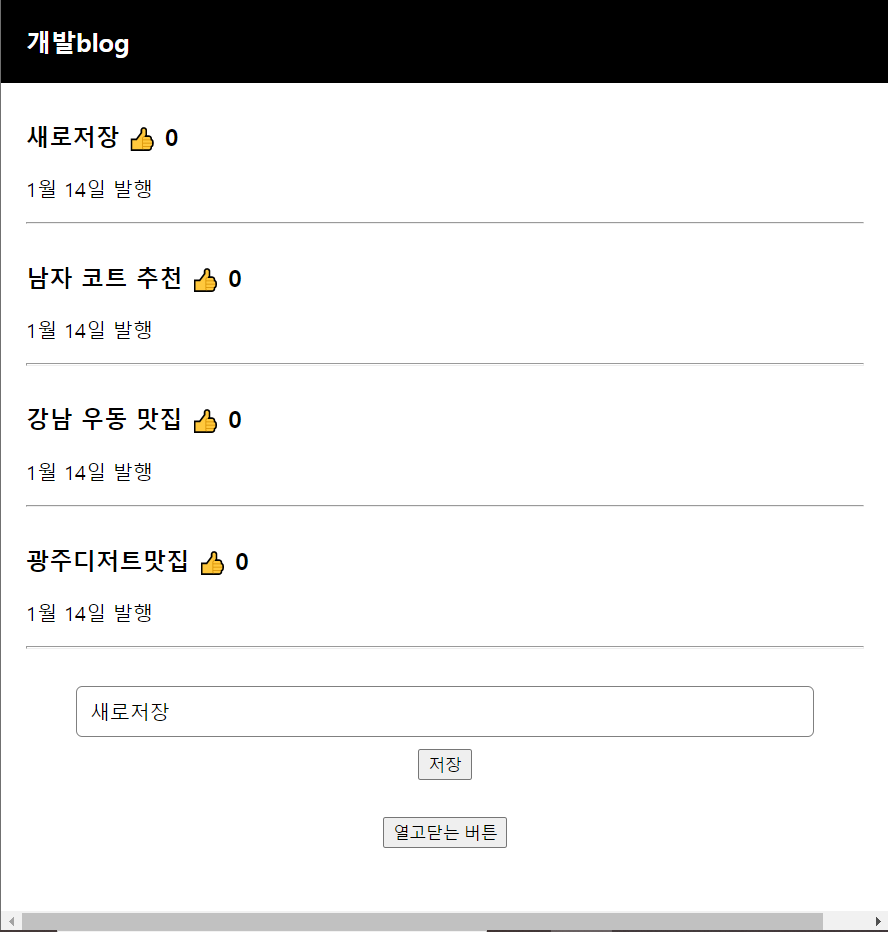 개발blog
새로저장 👍 0
1월 14일 발행
남자 코트 추천 👍 0
1월 14일 발행
강남 우동 맛집 👍 0
1월 14일 발행
광주디저트맛집 👍 0
1월 14일 발행
새로저장
저장
열고닫는 버튼